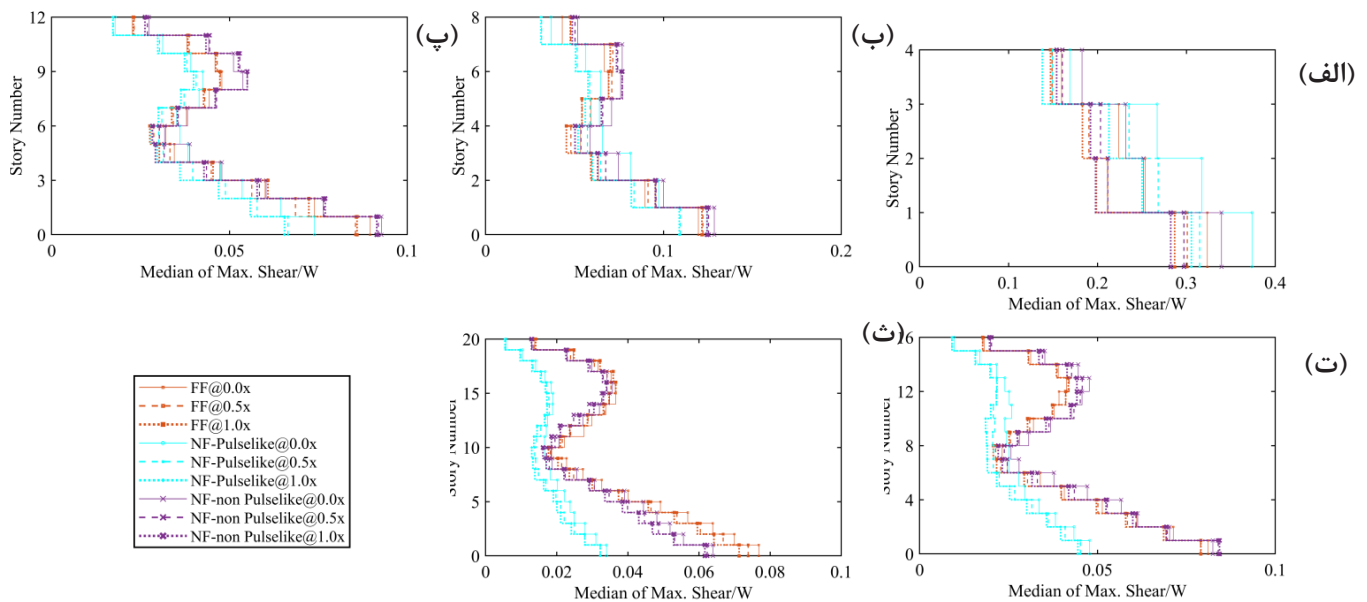 (پ)
12
9
6
3
0
Story Number
0.05
0.1
Median of Max. Shear/W
(ب)
8
6
4
2
0
Story Number
0
0.1
0.2
Median of Max. Shear/W
(الف)
4
3
2
1
0
Story Number
0
0.1
0.2
0.3
0.4
Median of Max. Shear/W
FF@0.0x
FF@0.5x
FF@1.0x
NF-Pulselike@0.0x
NF-Pulselike@0.5x
NF-Pulselike@1.0x
NF-non Pulselike@0.0x
NF-non Pulselike@0.5x
NF-non Pulselike@1.0x
(ث)
20
15
10
5
0
Story Number
0
0.02
0.04
0.06
0.08
0.1
Median of Max. Shear/W
(ت)
16
12
8
4
0
Story Number
0
0.05
0.1
Median of Max. Shear/W